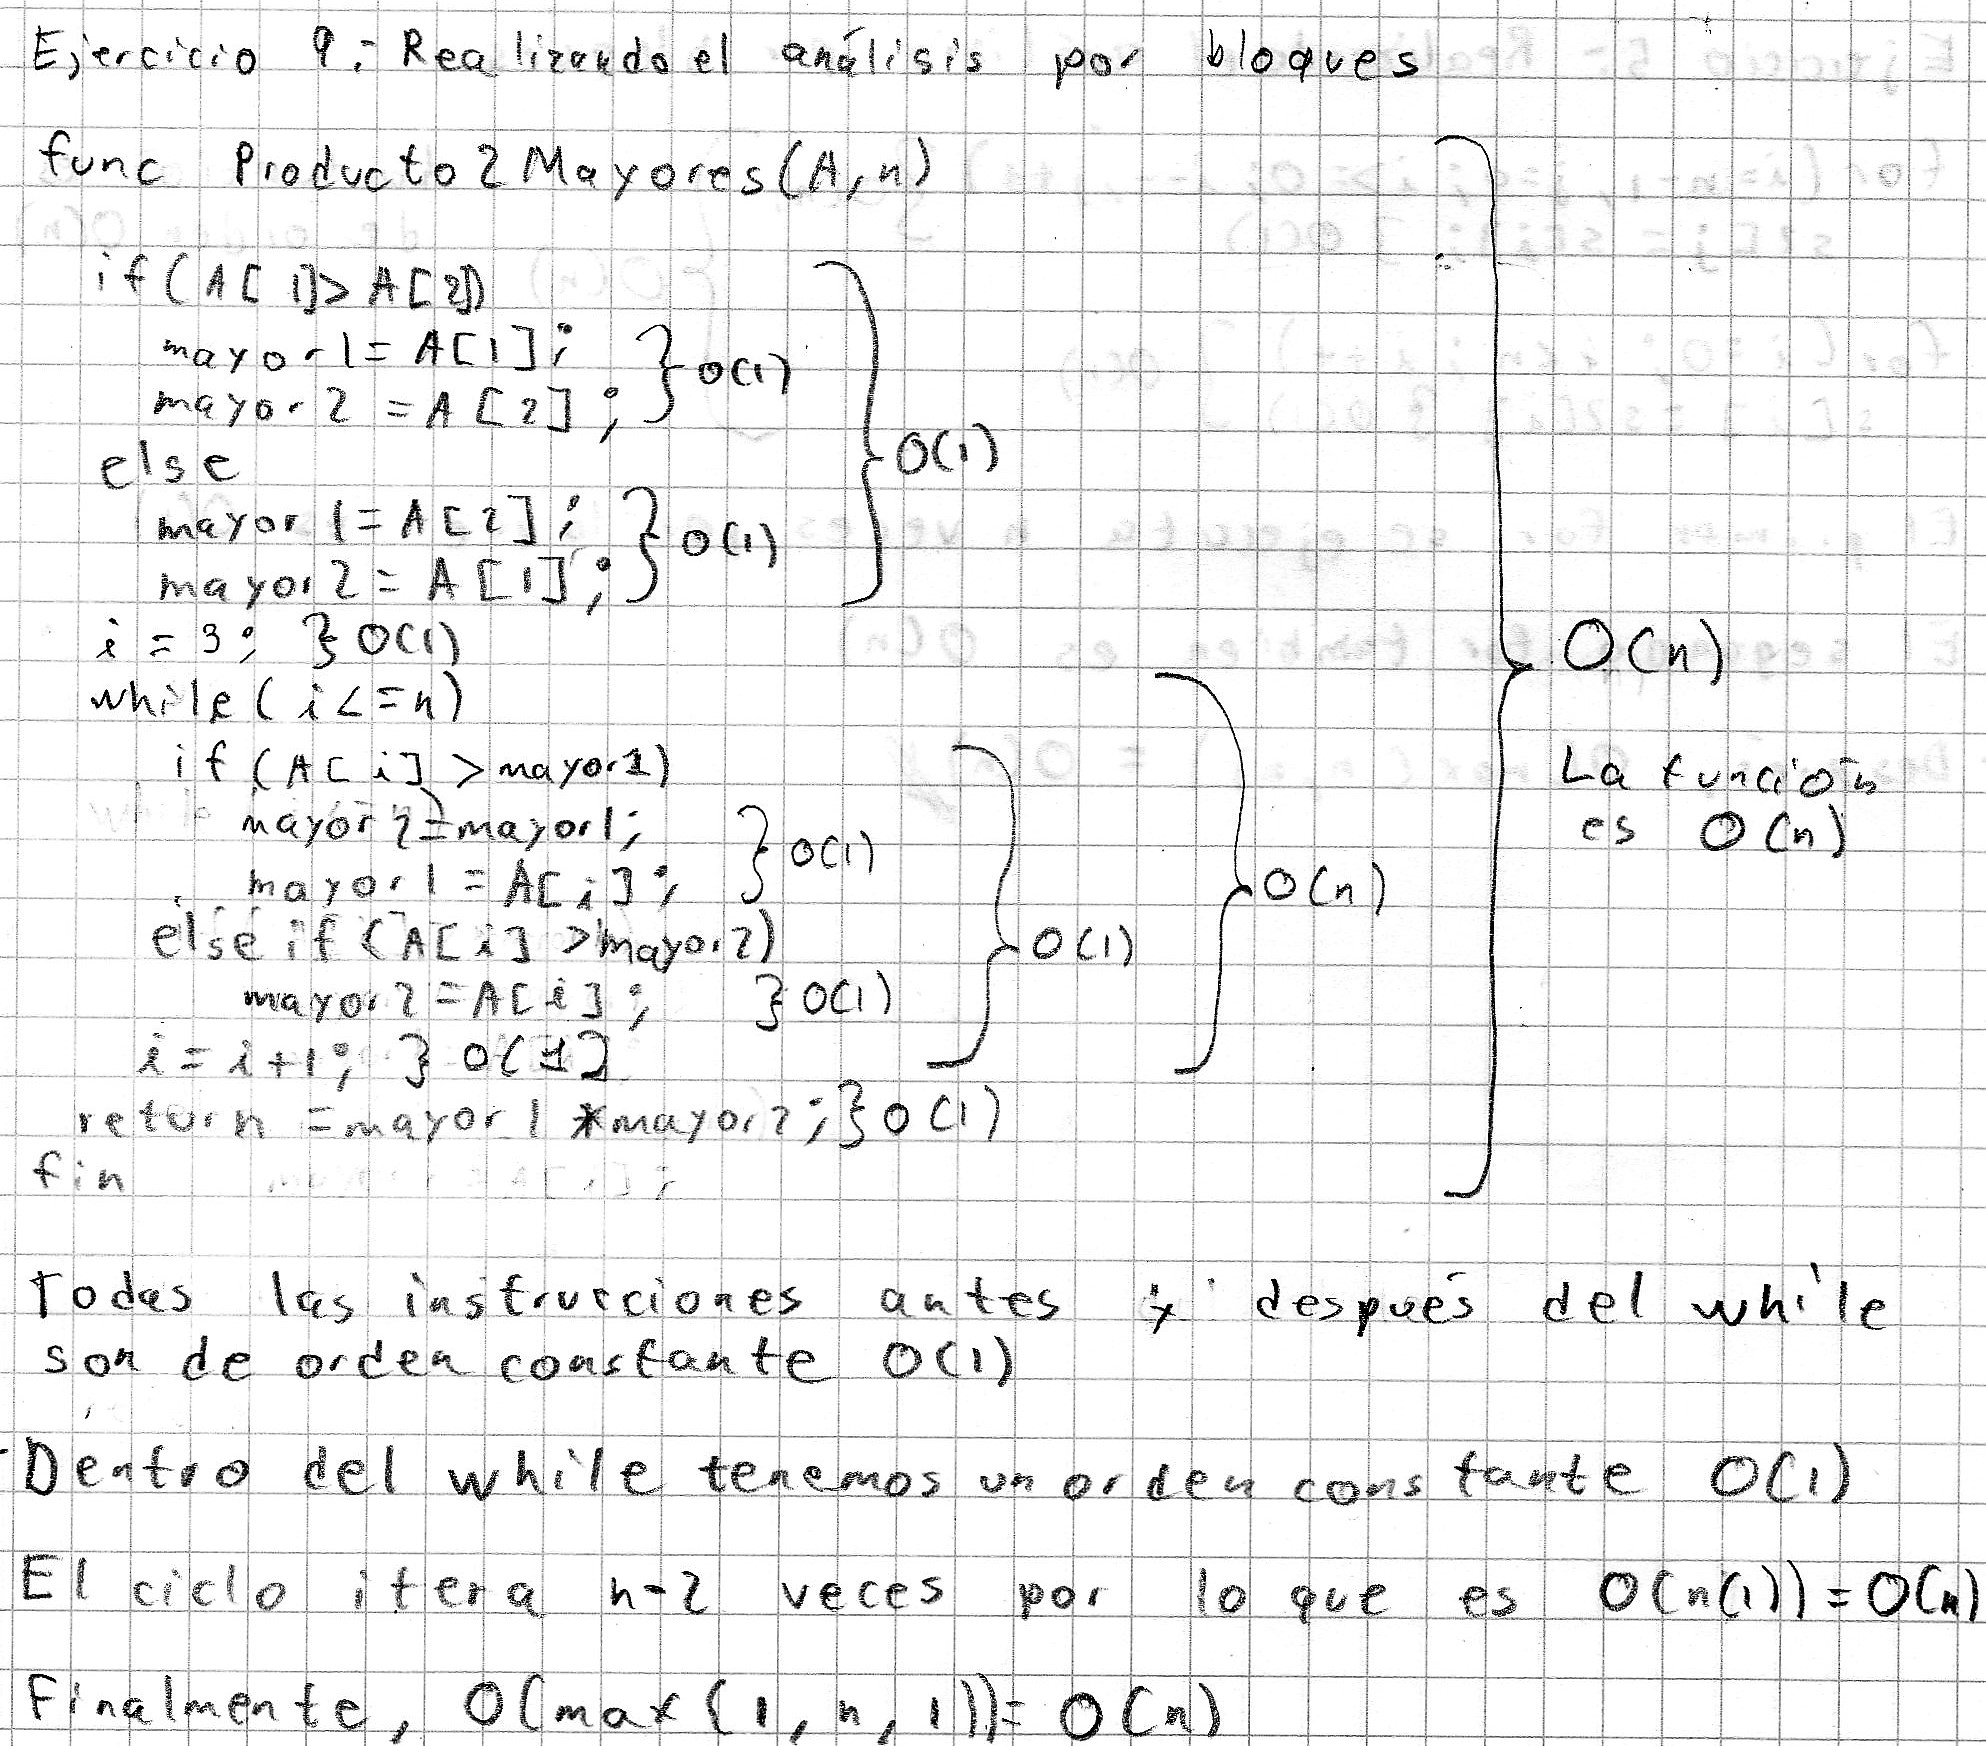 Ejercicio 9: Realizando el análisis por bloques
func Producto2Mayores(A,n)
if(A[1]>A[2])
mayor1=A[1];
mayor2=A[2]; } O(1)
else } O(1)
mayor1=A[2];
mayor2=A[1]; } O(1)
i=3; } O(1)
while(i<=n) } O(n)
if(A[i]>mayor1)
mayor2=mayor1;
mayor1=A[i]; } O(1)
else if(A[i]>mayor2) } O(1) } O(n)
mayor2=A[i]; } O(1)
i=i+1; } O(1]
return =mayor1*mayor2; } O(1)
fin
La función
es O(n)
Todas las instrucciones antes y después del while
son de orden constante O(1)
Dentro del while tenemos un orden constante O(1)
El ciclo itera n-2 veces por lo que es O(n(1))=O(n)
Finalmente, O(max{1,n,1))=O(n)